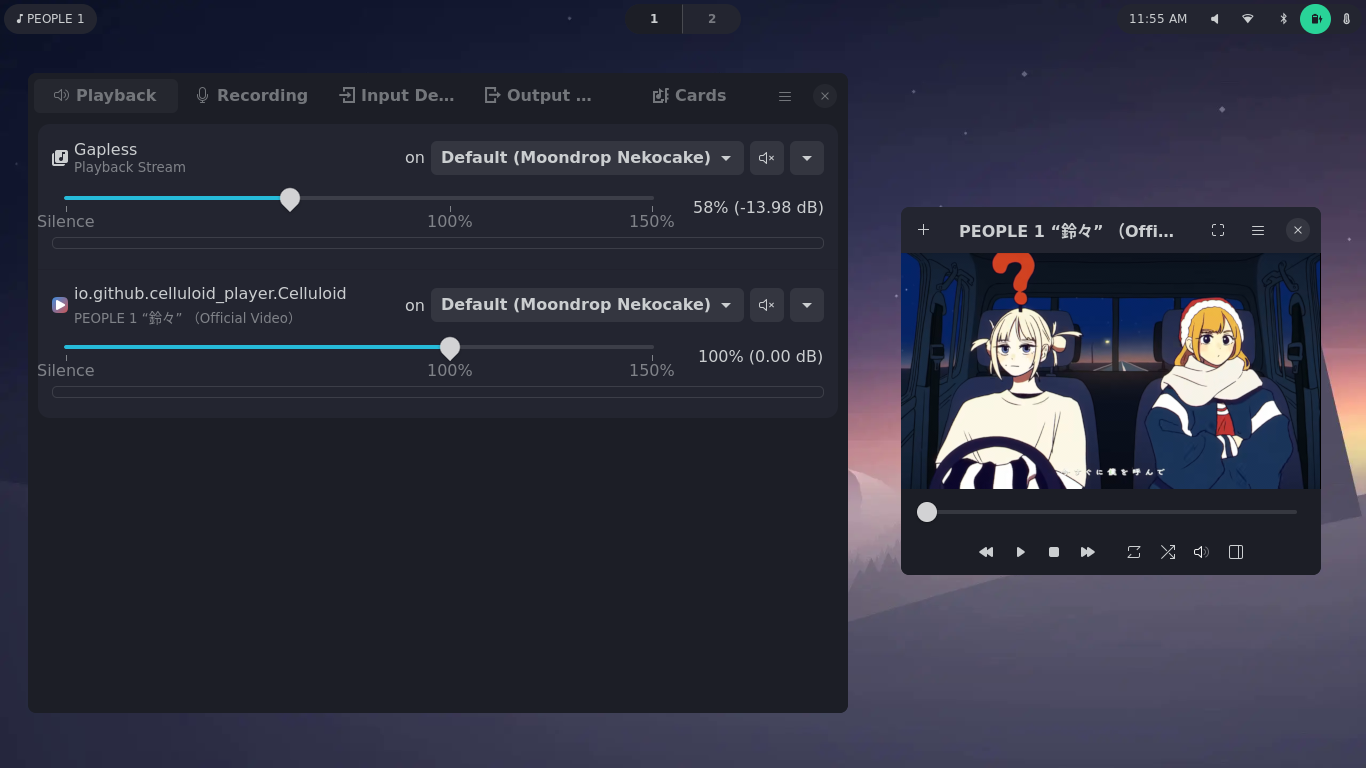 PEOPLE 1
1
2
11:55 AM
Playback
Recording
Input De...
Output ...
Cards
Gapless
Playback Stream
on
Default (Moondrop Nekocake)
Silence
100%
150%
58% (-13.98 dB)
io.github.celluloid_player.Celluloid
PEOPLE 1 “鈴々” （Official Video）
on
Default (Moondrop Nekocake)
Silence
100%
150%
100% (0.00 dB)
PEOPLE 1 “鈴々” （Offi...
?
すぐに僕を呼んで